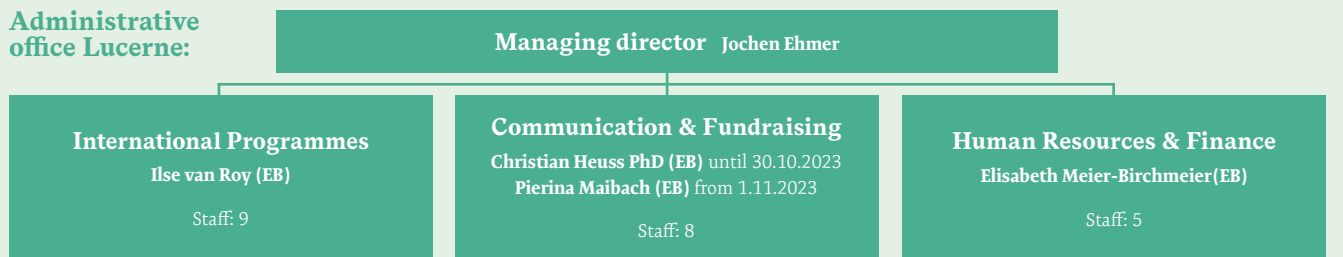 Administrative
office Lucerne:
Managing director Jochen Ehmer
International Programmes
Ilse van Roy (EB)
Staff: 9
Communication & Fundraising
Christian Heuss PhD (EB) until 30.10.2023
Pierina Maibach (EB) from 1.11.2023
Staff: 8
Human Resources & Finance
Elisabeth Meier-Birchmeier(EB)
Staff: 5